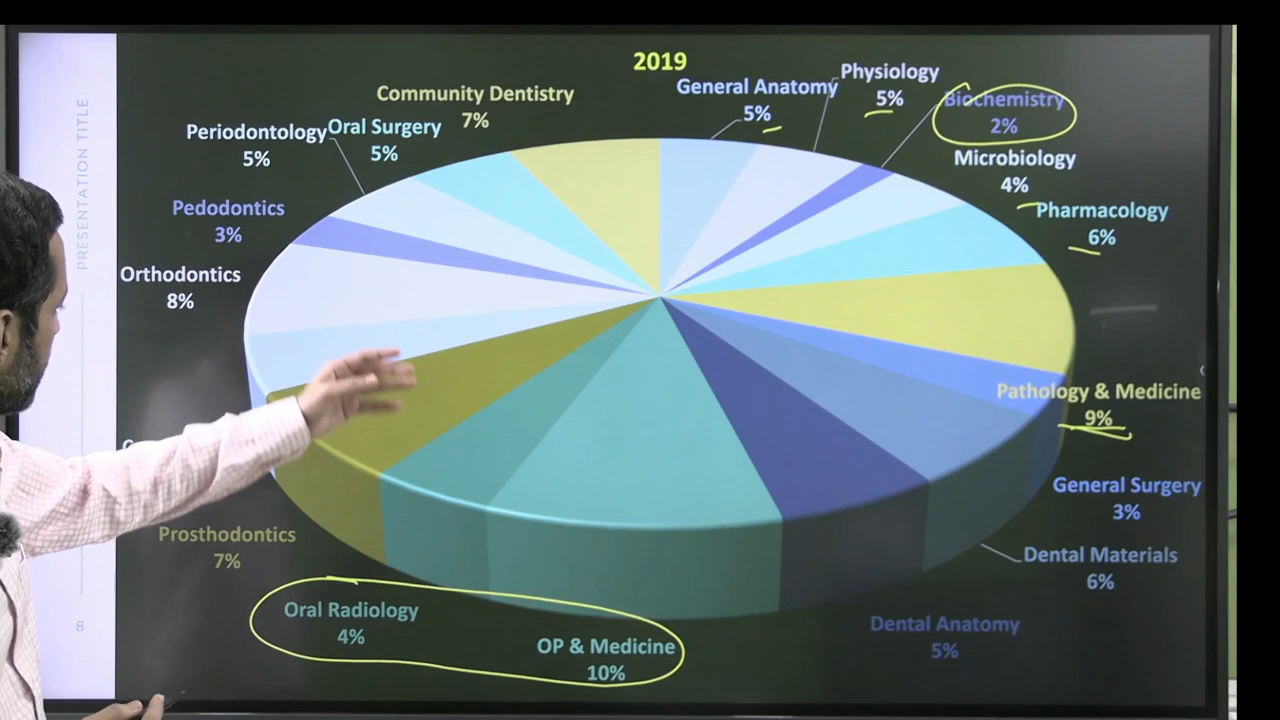 2019
Community Dentistry
7%
General Anatomy
5%
Physiology
5%
Biochemistry
2%
Periodontology
5%
Oral Surgery
5%
Microbiology
4%
Pedodontics
3%
Pharmacology
6%
Orthodontics
8%
Pathology & Medicine
9%
General Surgery
3%
Prosthodontics
7%
Dental Materials
6%
Oral Radiology
4%
OP & Medicine
10%
Dental Anatomy
5%
PRESENTATION TITLE
8